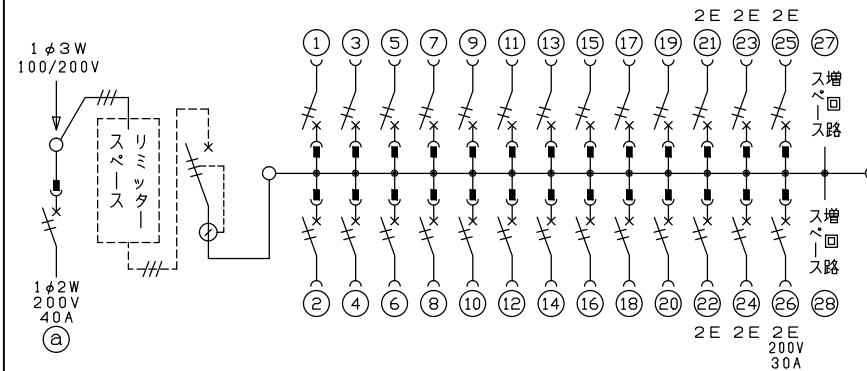 1φ3W
100/200V
リミッター
スペース
1φ2W
200V
40A
a
2E 2E 2E
1 3 5 7 9 11 13 15 17 19 21 23 25 27
増回路
スペース
増回路
スペース
2 4 6 8 10 12 14 16 18 20 22 24 26 28
2E 2E 2E
200V
30A